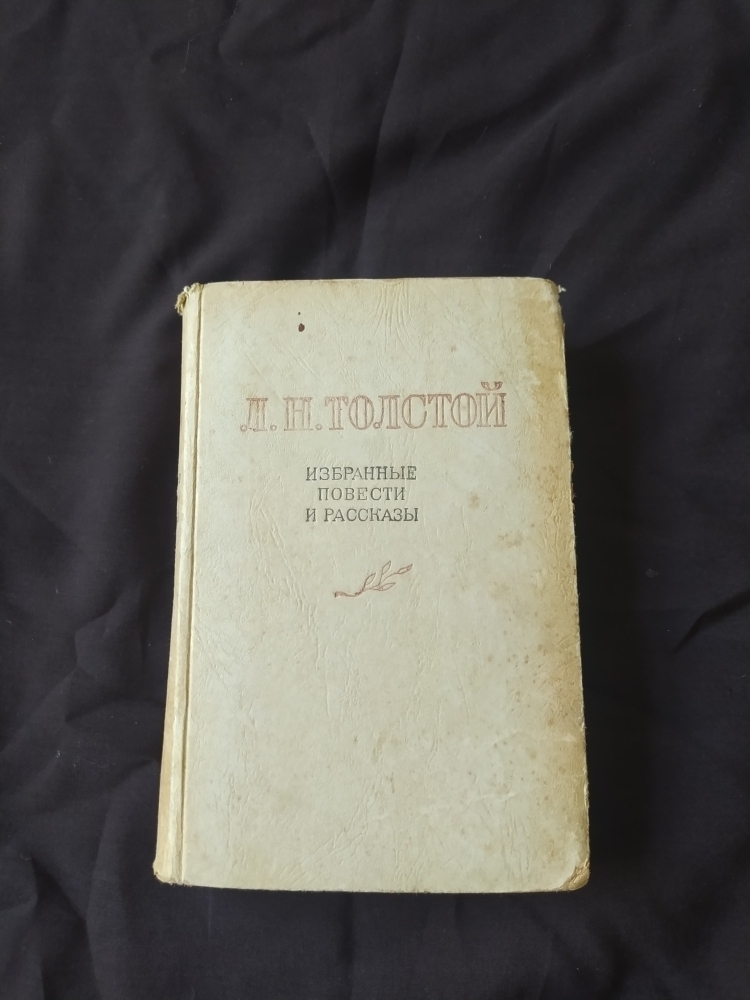 Л. Н. ТОЛСТОЙ
ИЗБРАННЫЕ
ПОВЕСТИ
И РАССКАЗЫ